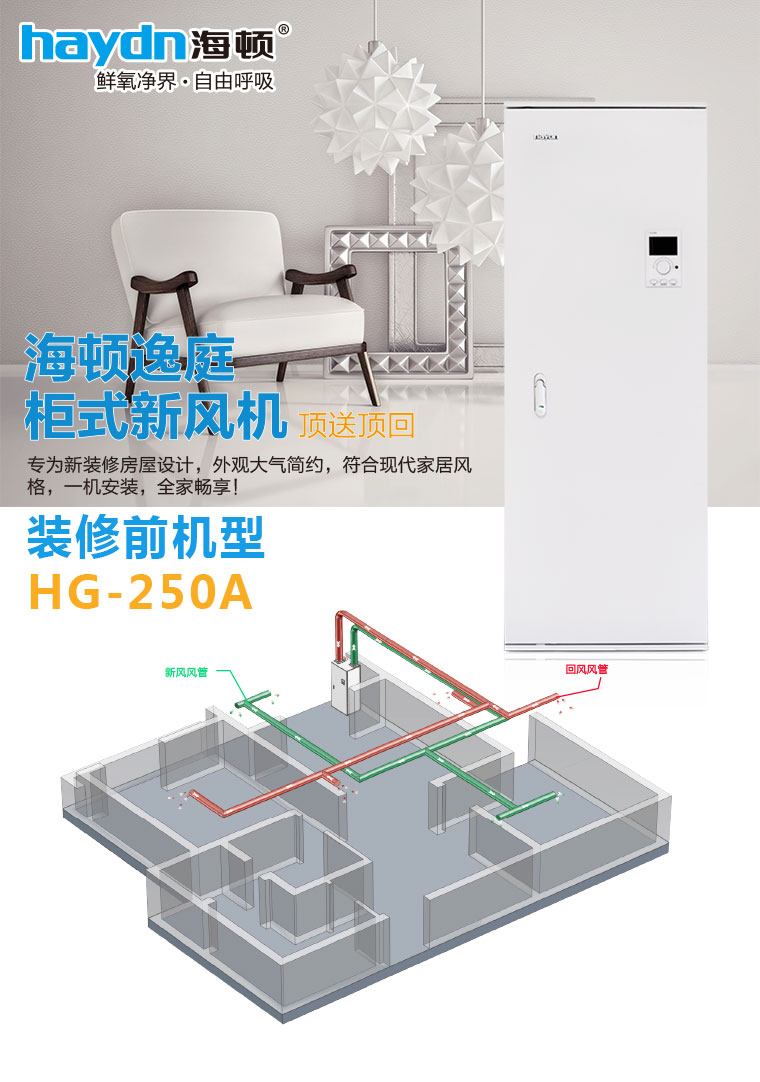 haydn海顿®
鲜氧净界·自由呼吸
haydn
海顿逸庭
柜式新风机 顶送顶回
专为新装修房屋设计，外观大气简约，符合现代家居风
格，一机安装，全家畅享！
装修前机型
HG-250A
新风风管
回风风管